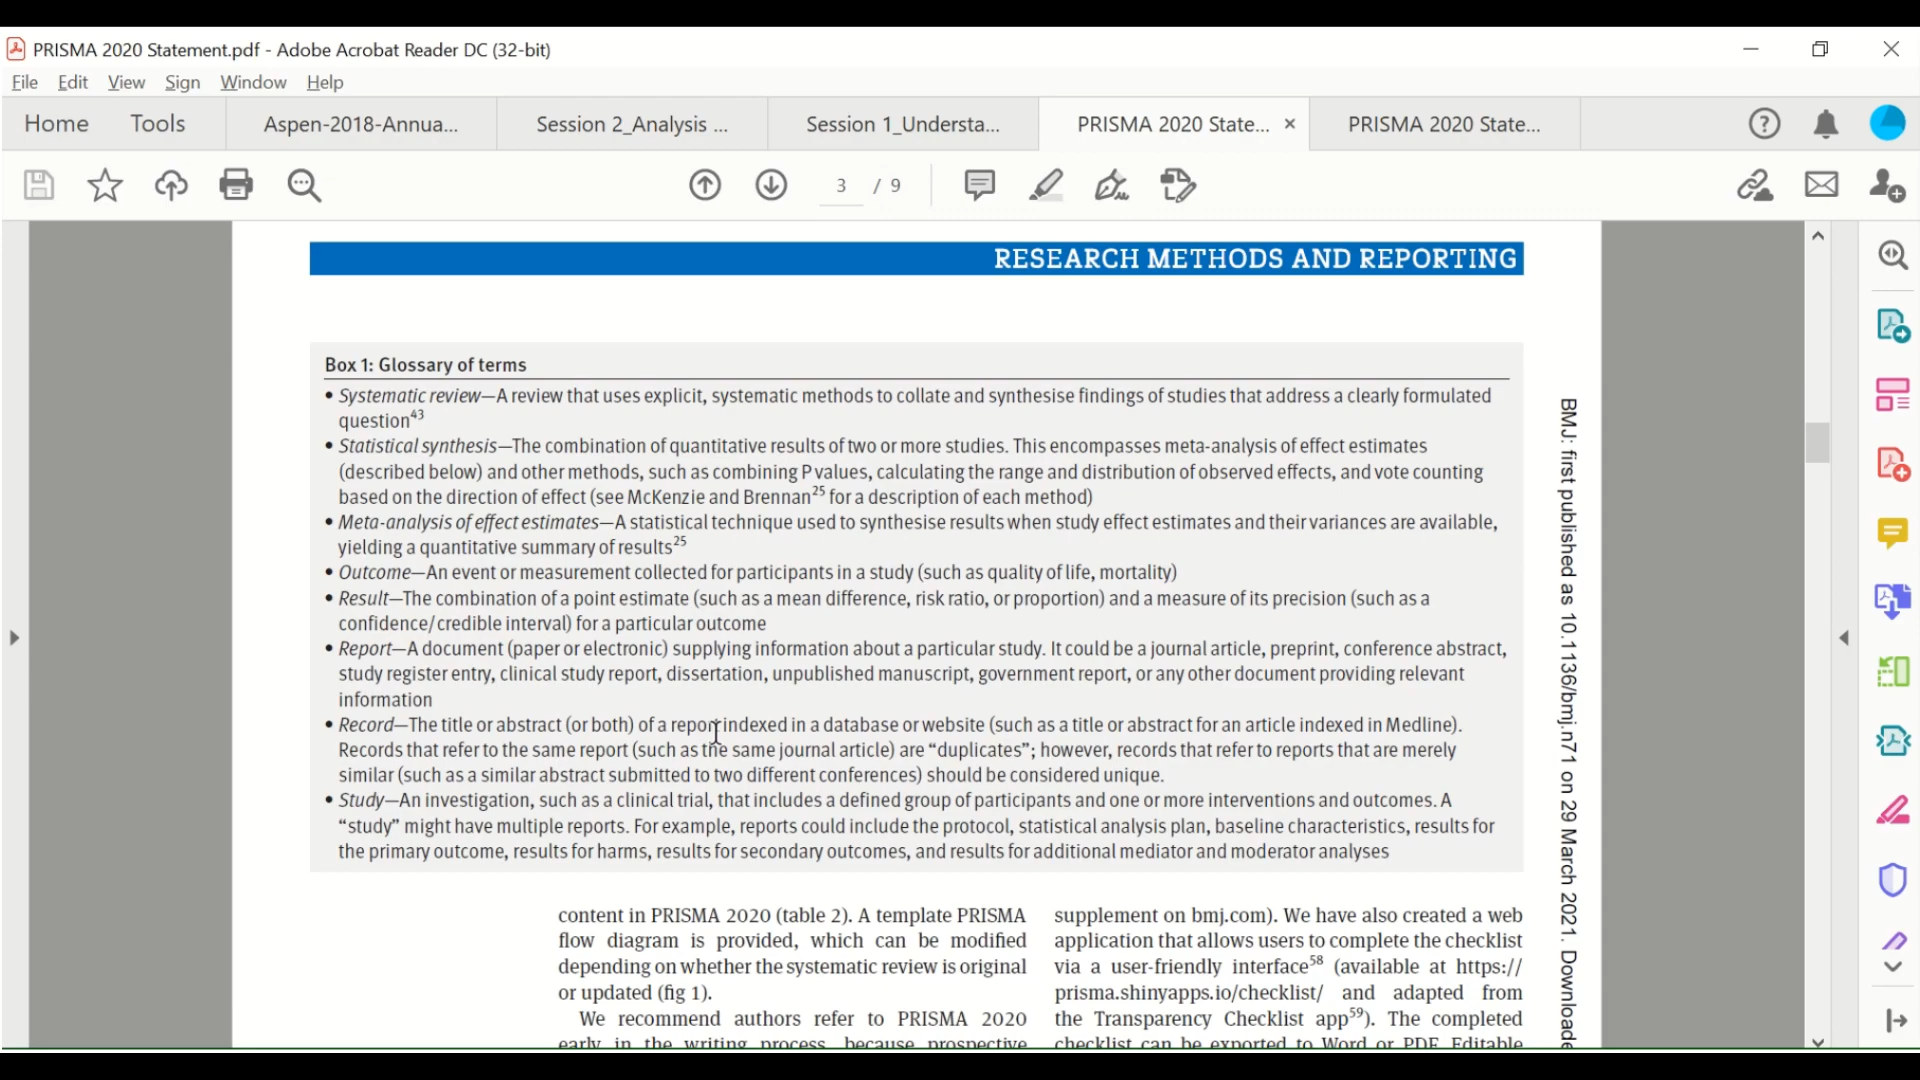 PRISMA 2020 Statement.pdf - Adobe Acrobat Reader DC (32-bit)
File Edit View Sign Window Help
Home Tools Aspen-2018-Annua... Session 2_Analysis ... Session 1_Understa... PRISMA 2020 State... × PRISMA 2020 State...
3 / 9
RESEARCH METHODS AND REPORTING
Box 1: Glossary of terms
• Systematic review—A review that uses explicit, systematic methods to collate and synthesise findings of studies that address a clearly formulated
question43
• Statistical synthesis—The combination of quantitative results of two or more studies. This encompasses meta-analysis of effect estimates
(described below) and other methods, such as combining P values, calculating the range and distribution of observed effects, and vote counting
based on the direction of effect (see McKenzie and Brennan25 for a description of each method)
• Meta-analysis of effect estimates—A statistical technique used to synthesise results when study effect estimates and their variances are available,
yielding a quantitative summary of results25
• Outcome—An event or measurement collected for participants in a study (such as quality of life, mortality)
• Result—The combination of a point estimate (such as a mean difference, risk ratio, or proportion) and a measure of its precision (such as a
confidence/credible interval) for a particular outcome
• Report—A document (paper or electronic) supplying information about a particular study. It could be a journal article, preprint, conference abstract,
study register entry, clinical study report, dissertation, unpublished manuscript, government report, or any other document providing relevant
information
• Record—The title or abstract (or both) of a report indexed in a database or website (such as a title or abstract for an article indexed in Medline).
Records that refer to the same report (such as the same journal article) are “duplicates”; however, records that refer to reports that are merely
similar (such as a similar abstract submitted to two different conferences) should be considered unique.
• Study—An investigation, such as a clinical trial, that includes a defined group of participants and one or more interventions and outcomes. A
“study” might have multiple reports. For example, reports could include the protocol, statistical analysis plan, baseline characteristics, results for
the primary outcome, results for harms, results for secondary outcomes, and results for additional mediator and moderator analyses
content in PRISMA 2020 (table 2). A template PRISMA
flow diagram is provided, which can be modified
depending on whether the systematic review is original
or updated (fig 1).
We recommend authors refer to PRISMA 2020
early in the writing process, because prospective
supplement on bmj.com). We have also created a web
application that allows users to complete the checklist
via a user-friendly interface58 (available at https://
prisma.shinyapps.io/checklist/ and adapted from
the Transparency Checklist app59). The completed
checklist can be exported to Word or PDF. Editable
BMJ: first published as 10.1136/bmj.n71 on 29 March 2021. Downloade